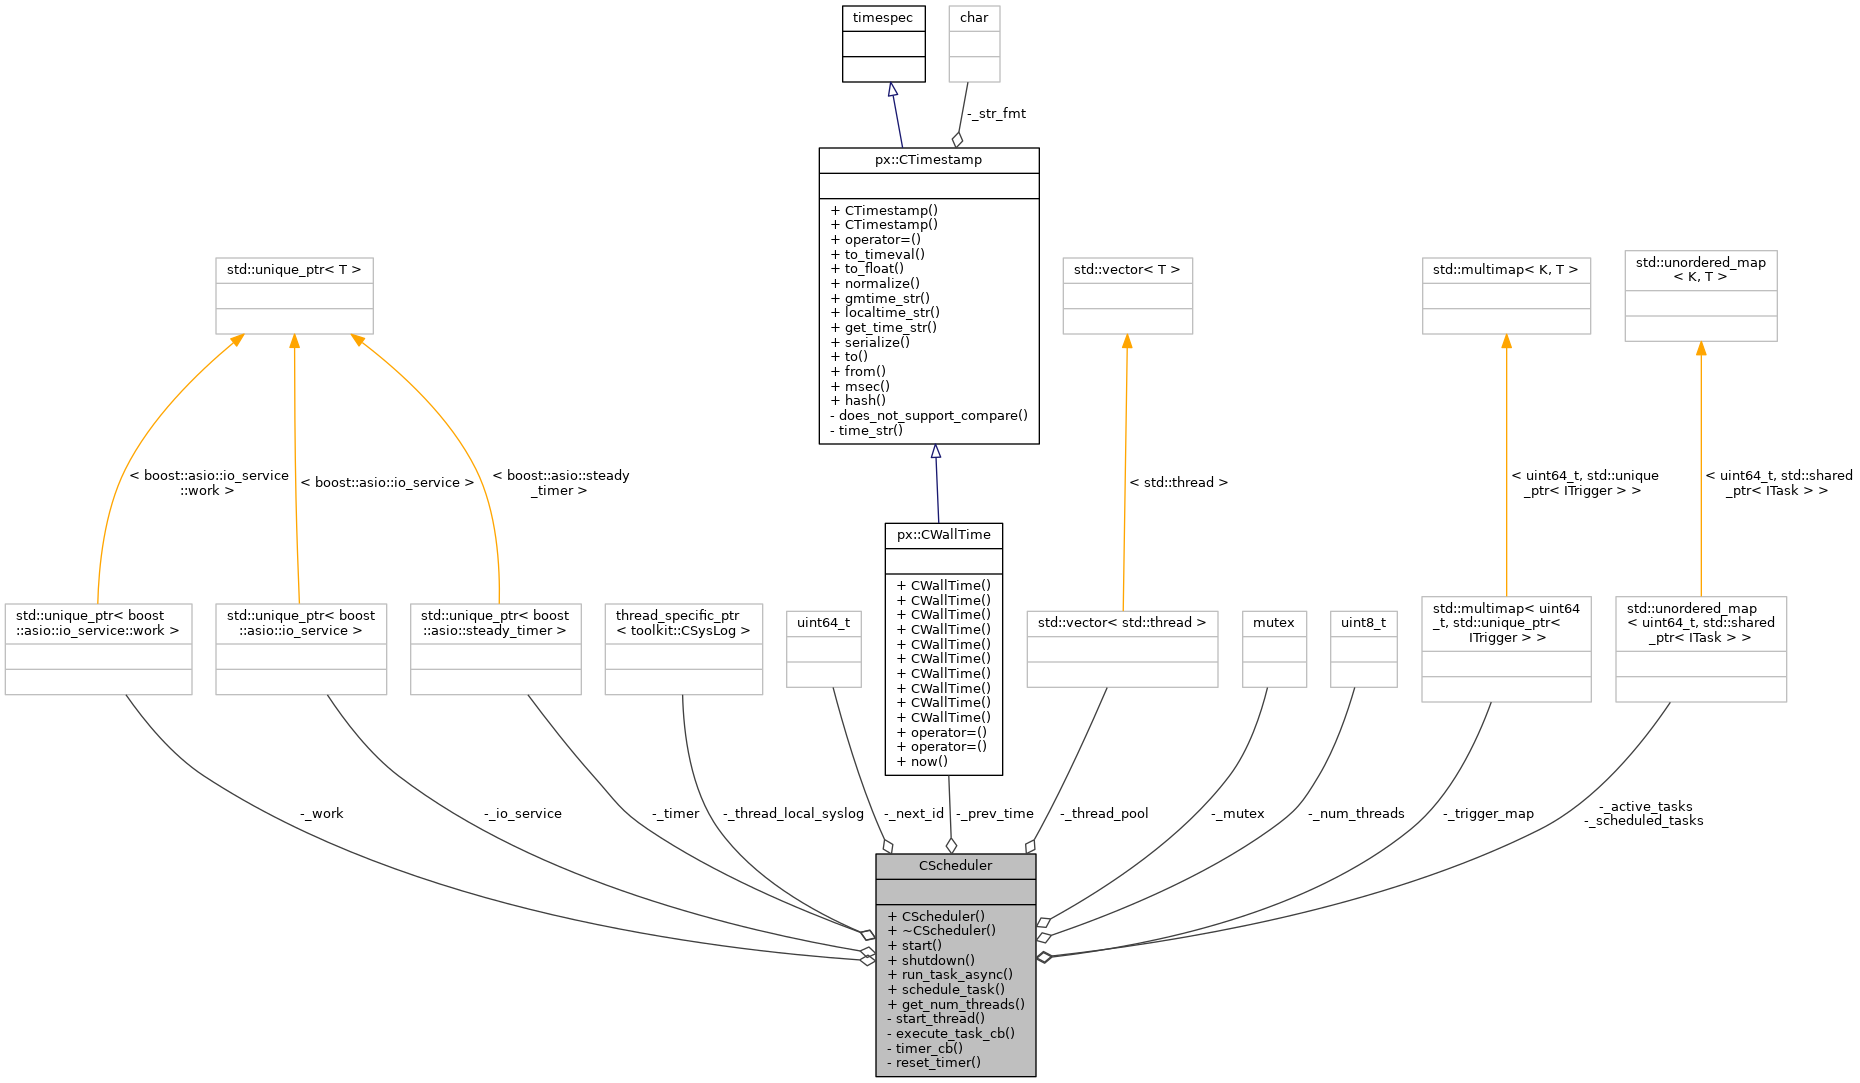 timespec
char
-_str_fmt
px::CTimestamp
+ CTimestamp()
+ CTimestamp()
+ operator=()
+ to_timeval()
+ to_float()
+ normalize()
+ gmtime_str()
+ localtime_str()
+ get_time_str()
+ serialize()
+ to()
+ from()
+ msec()
+ hash()
- does_not_support_compare()
- time_str()
std::unique_ptr< T >
std::vector< T >
std::multimap< K, T >
std::unordered_map
< K, T >
< boost::asio::io_service
::work >
< boost::asio::io_service >
< boost::asio::steady
_timer >
< std::thread >
< uint64_t, std::unique
_ptr< ITrigger > >
< uint64_t, std::shared
_ptr< ITask > >
px::CWallTime
+ CWallTime()
+ CWallTime()
+ CWallTime()
+ CWallTime()
+ CWallTime()
+ CWallTime()
+ CWallTime()
+ CWallTime()
+ CWallTime()
+ CWallTime()
+ operator=()
+ operator=()
+ now()
std::unique_ptr< boost
::asio::io_service::work >
std::unique_ptr< boost
::asio::io_service >
std::unique_ptr< boost
::asio::steady_timer >
thread_specific_ptr
< toolkit::CSysLog >
uint64_t
std::vector< std::thread >
mutex
uint8_t
std::multimap< uint64
_t, std::unique_ptr<
ITrigger > >
std::unordered_map
< uint64_t, std::shared
_ptr< ITask > >
-_work
-_io_service
-_timer
-_thread_local_syslog
-_next_id
-_prev_time
-_thread_pool
-_mutex
-_num_threads
-_trigger_map
-_active_tasks
-_scheduled_tasks
CScheduler
+ CScheduler()
+ ~CScheduler()
+ start()
+ shutdown()
+ run_task_async()
+ schedule_task()
+ get_num_threads()
- start_thread()
- execute_task_cb()
- timer_cb()
- reset_timer()